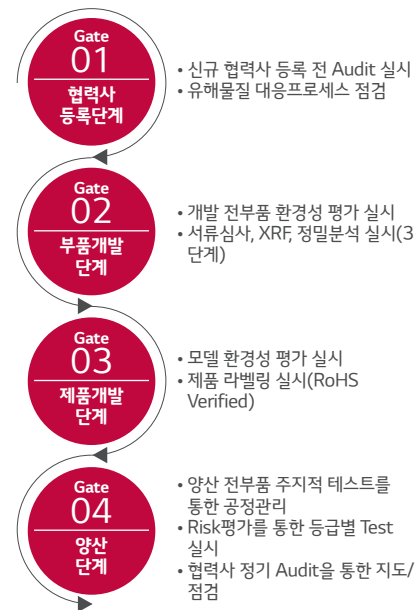 Gate
01
협력사
등록단계
• 신규 협력사 등록 전 Audit 실시
• 유해물질 대응프로세스 점검
Gate
02
부품개발
단계
• 개발 전부품 환경성 평가 실시
• 서류심사, XRF, 정밀분석 실시(3
단계)
Gate
03
제품개발
단계
• 모델 환경성 평가 실시
• 제품 라벨링 실시(RoHS
Verified)
Gate
04
양산
단계
• 양산 전부품 주지적 테스트를
통한 공정관리
• Risk평가를 통한 등급별 Test
실시
• 협력사 정기 Audit을 통한 지도/
점검